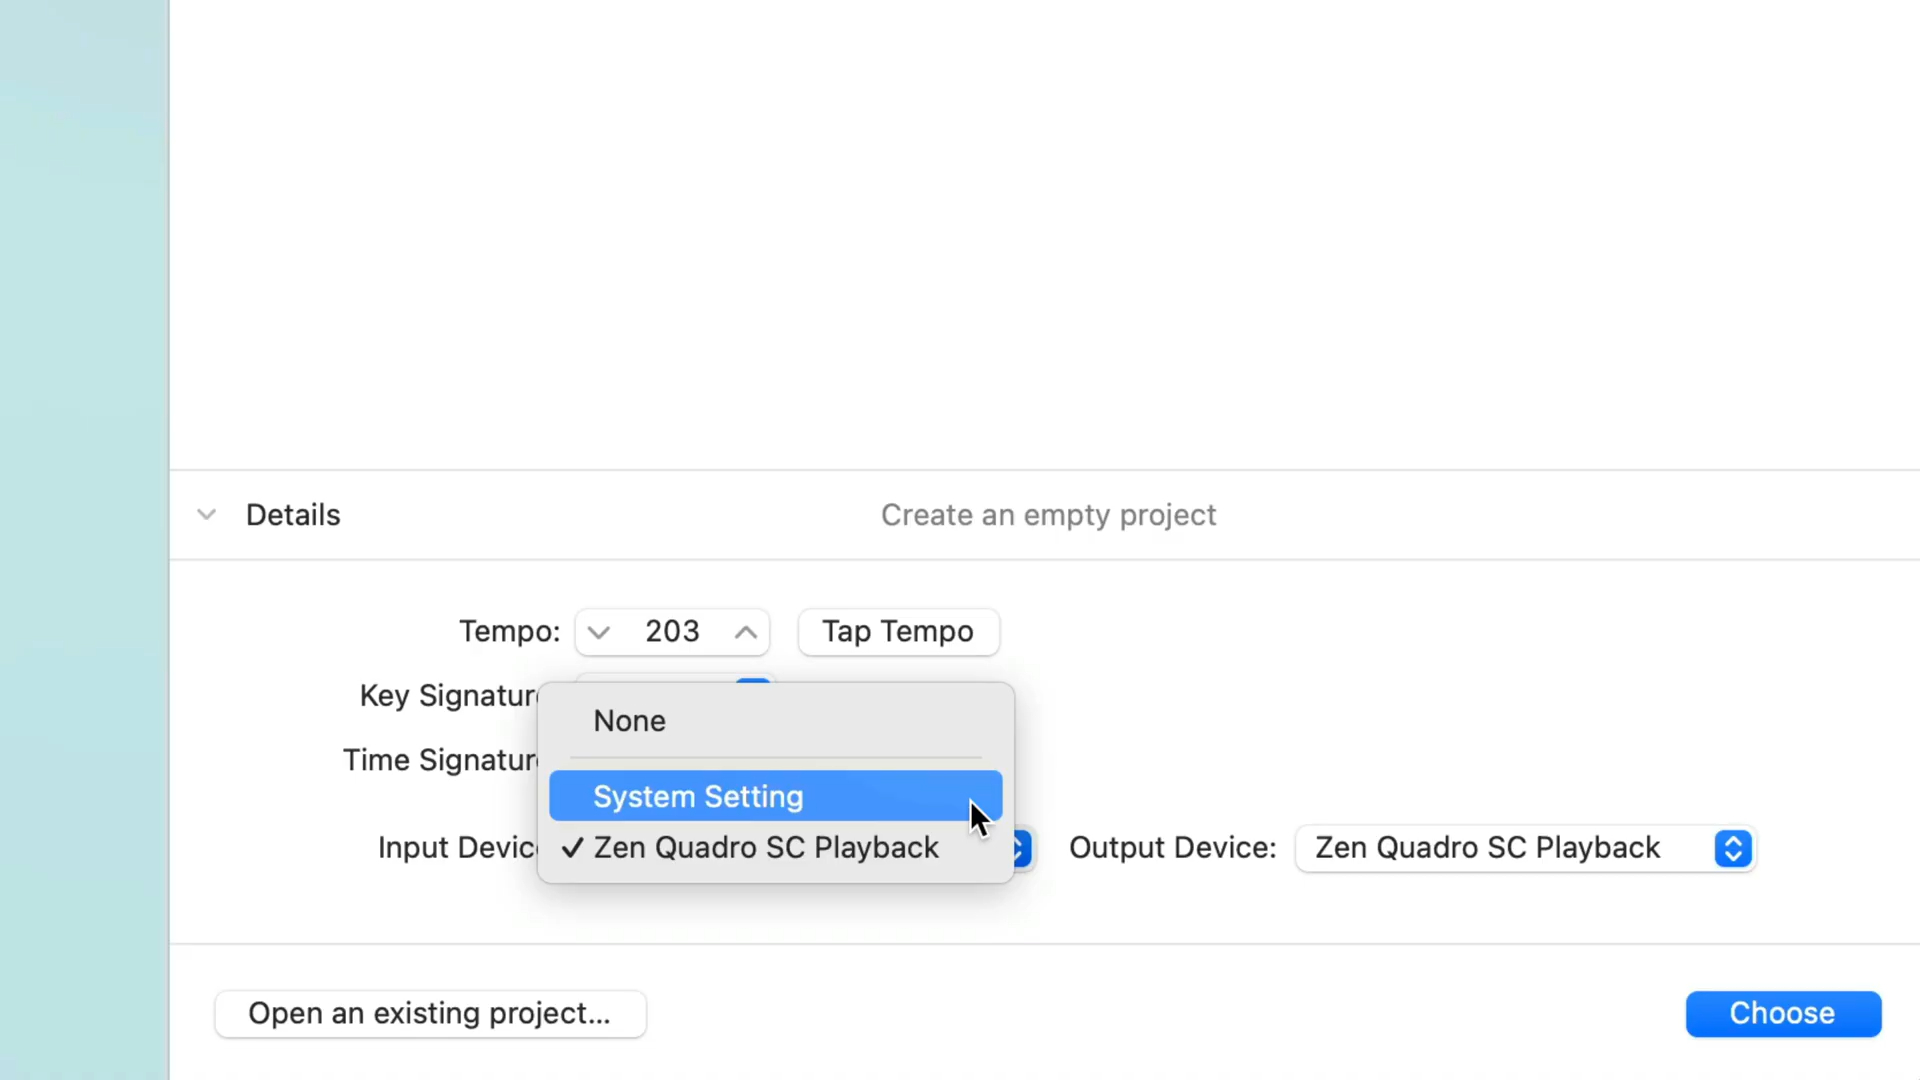 Details
Create an empty project
Tempo: 203 Tap Tempo
Key Signatur
None
Time Signatur
System Setting
Input Devic ✓ Zen Quadro SC Playback
Output Device: Zen Quadro SC Playback
Open an existing project...
Choose